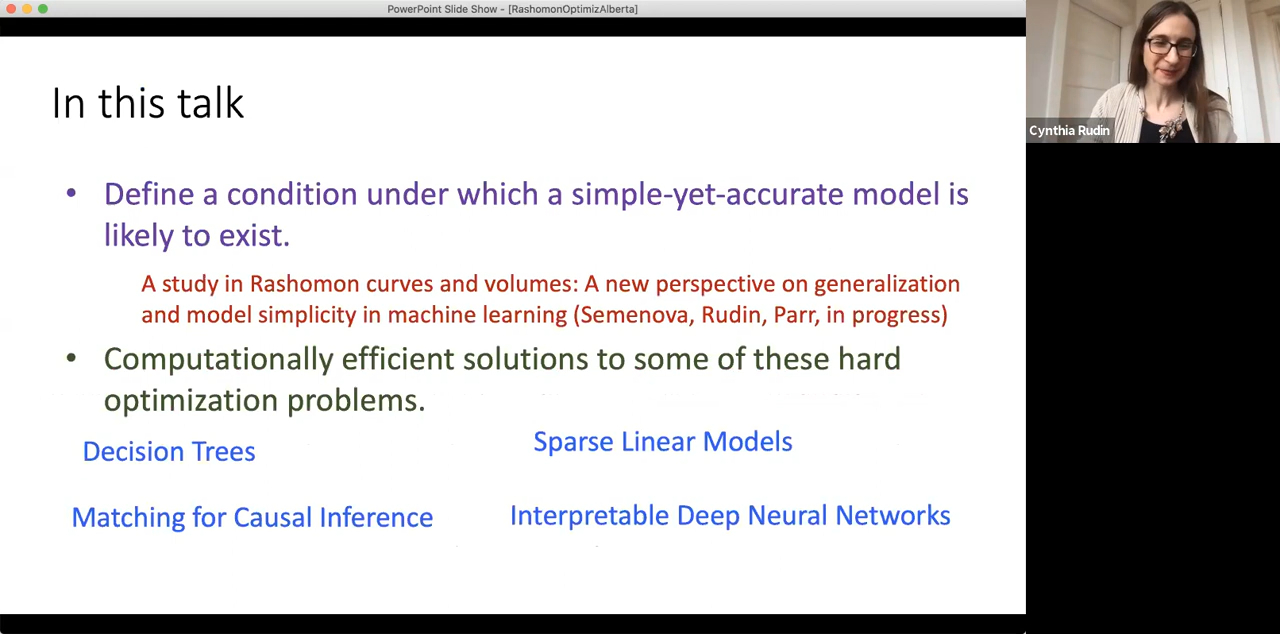 PowerPoint Slide Show - [RashomonOptimizAlberta]
In this talk
• Define a condition under which a simple-yet-accurate model is
likely to exist.
A study in Rashomon curves and volumes: A new perspective on generalization
and model simplicity in machine learning (Semenova, Rudin, Parr, in progress)
• Computationally efficient solutions to some of these hard
optimization problems.
Decision Trees
Sparse Linear Models
Matching for Causal Inference
Interpretable Deep Neural Networks
Cynthia Rudin